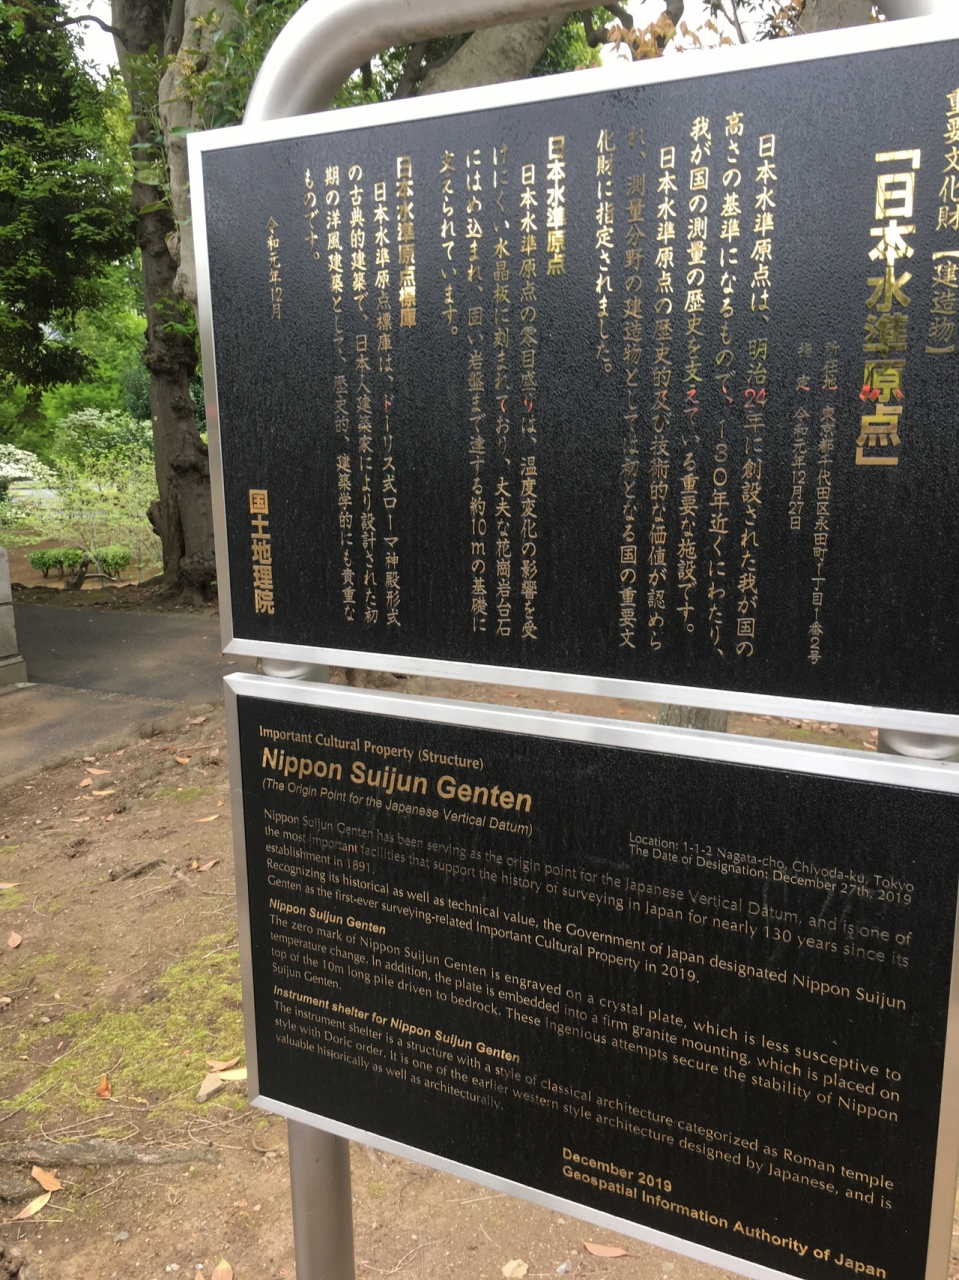 重要文化財【建造物】
「日本水準原点」
所在地 東京都千代田区永田町1丁目1番2号
指 定 令和元年12月27日
日本水準原点は、明治24年に創設された我が国の
高さの基準になるもので、130年近くにわたり、
我が国の測量の歴史を支えている重要な施設です。
日本水準原点の歴史的及び技術的な価値が認めら
れ、測量分野の建造物としては初となる国の重要文
化財に指定されました。
日本水準原点
日本水準原点の零目盛りは、温度変化の影響を受
けにくい水晶板に刻まれており、丈夫な花崗岩台石
にはめ込まれ、固い岩盤まで達する約10mの基礎に
支えられています。
日本水準原点標庫
日本水準原点標庫は、ドーリス式ローマ神殿形式
の古典的建築で、日本人建築家により設計された初
期の洋風建築として、歴史的、建築学的にも貴重な
ものです。
令和元年12月
国土地理院
Important Cultural Property (Structure)
Nippon Suijun Genten
(The Origin Point for the Japanese Vertical Datum)
Location: 1-1-2 Nagata-cho, Chiyoda-ku, Tokyo
The Date of Designation: December 27th, 2019
Nippon Suijun Genten has been serving as the origin point for the Japanese Vertical Datum, and is one of
the most important facilities that support the history of surveying in Japan for nearly 130 years since its
establishment in 1891.
Recognizing its historical as well as technical value, the Government of Japan designated Nippon Suijun
Genten as the first-ever surveying-related Important Cultural Property in 2019.
Nippon Suijun Genten
The zero mark of Nippon Suijun Genten is engraved on a crystal plate, which is less susceptive to
temperature change. In addition, the plate is embedded into a firm granite mounting, which is placed on
top of the 10m long pile driven to bedrock. These ingenious attempts secure the stability of Nippon
Suijun Genten.
Instrument shelter for Nippon Suijun Genten
The instrument shelter is a structure with a style of classical architecture categorized as Roman temple
style with Doric order. It is one of the earlier western style architecture designed by Japanese, and is
valuable historically as well as architecturally.
December 2019
Geospatial Information Authority of Japan